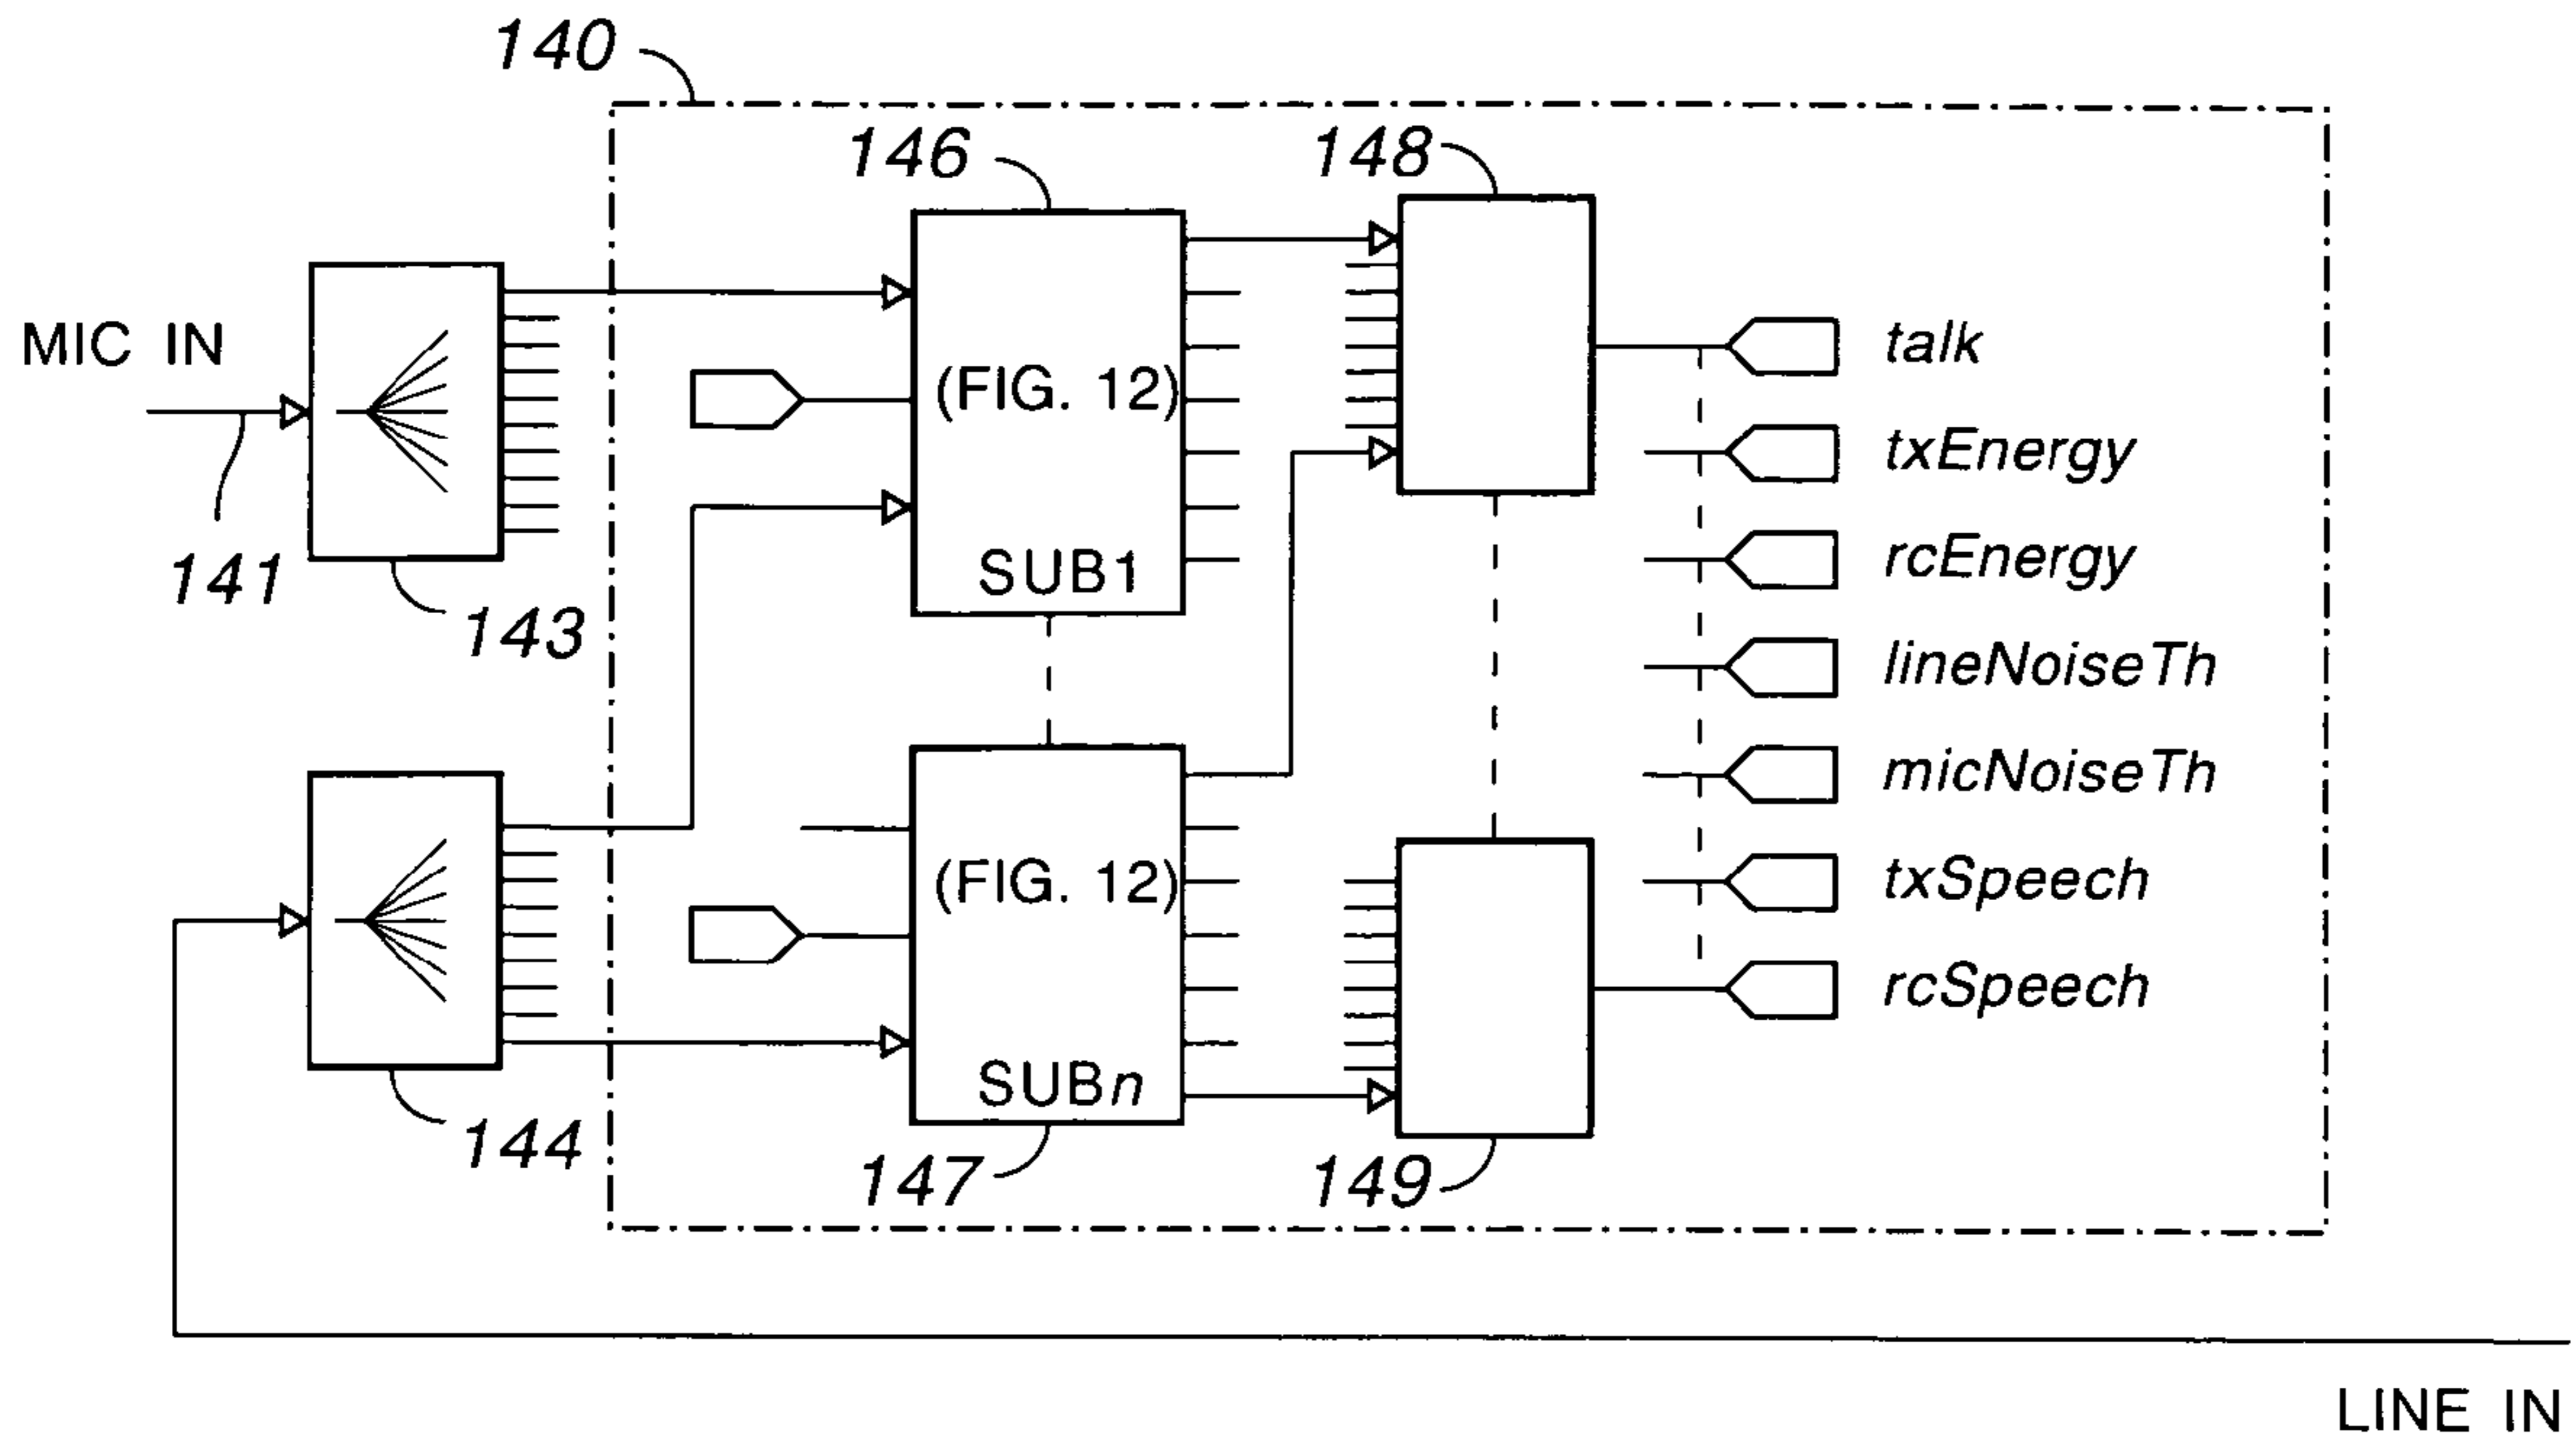 140
146
148
MIC IN
talk
(FIG. 12)
txEnergy
141
SUB1
rcEnergy
143
lineNoiseTh
micNoiseTh
(FIG. 12)
txSpeech
rcSpeech
SUBn
144
147
149
LINE IN